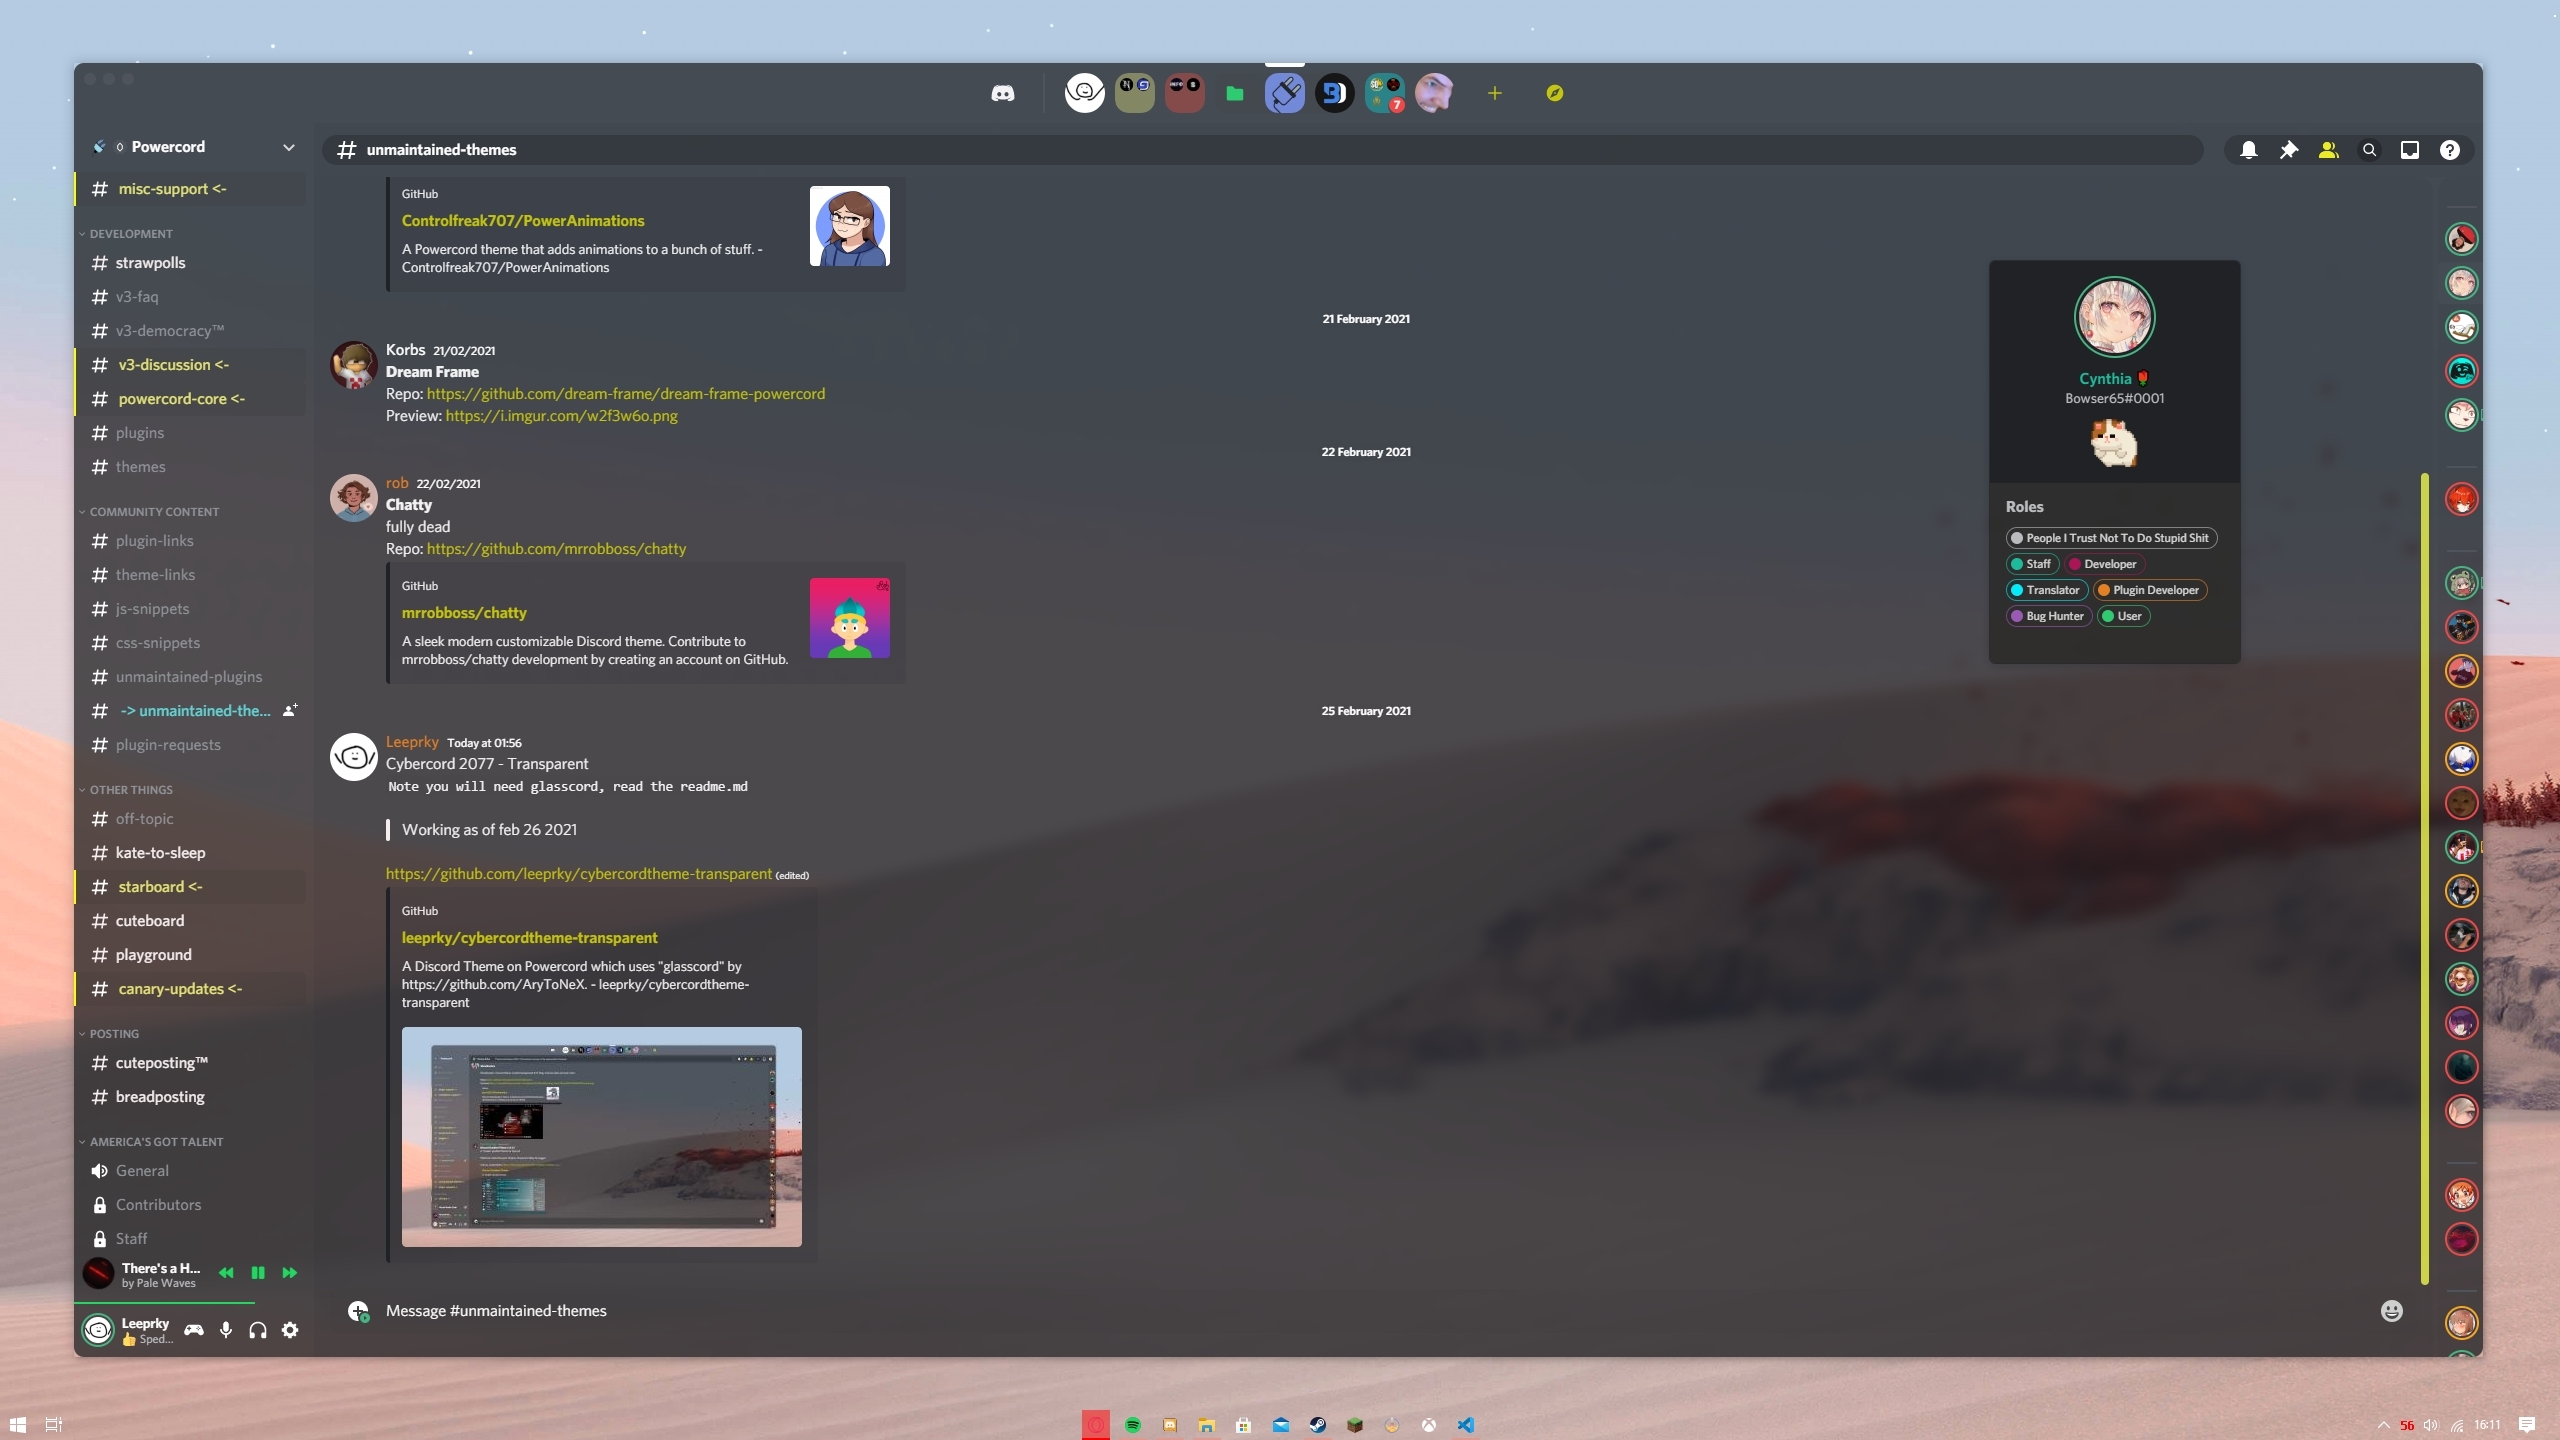 7
Powercord
unmaintained-themes
misc-support <-
DEVELOPMENT
strawpolls
v3-faq
v3-democracy™
v3-discussion <-
powercord-core <-
plugins
themes
COMMUNITY CONTENT
plugin-links
theme-links
js-snippets
css-snippets
unmaintained-plugins
-> unmaintained-the...
plugin-requests
OTHER THINGS
off-topic
kate-to-sleep
starboard <-
cuteboard
playground
canary-updates <-
POSTING
cuteposting™
breadposting
AMERICA'S GOT TALENT
General
Contributors
Staff
There's a H...
by Pale Waves
Leeprky
👍 Sped...
GitHub
Controlfreak707/PowerAnimations
A Powercord theme that adds animations to a bunch of stuff. -
Controlfreak707/PowerAnimations
21 February 2021
Korbs 21/02/2021
Dream Frame
Repo: https://github.com/dream-frame/dream-frame-powercord
Preview: https://i.imgur.com/w2f3w6o.png
22 February 2021
rob 22/02/2021
Chatty
fully dead
Repo: https://github.com/mrrobboss/chatty
GitHub
mrrobboss/chatty
A sleek modern customizable Discord theme. Contribute to
mrrobboss/chatty development by creating an account on GitHub.
25 February 2021
Leeprky Today at 01:56
Cybercord 2077 - Transparent
Note you will need glasscord, read the readme.md
Working as of feb 26 2021
https://github.com/leeprky/cybercordtheme-transparent (edited)
GitHub
leeprky/cybercordtheme-transparent
A Discord Theme on Powercord which uses "glasscord" by
https://github.com/AryToNeX. - leeprky/cybercordtheme-
transparent
Message #unmaintained-themes
Cynthia 🌹
Bowser65#0001
Roles
People I Trust Not To Do Stupid Shit
Staff Developer
Translator Plugin Developer
Bug Hunter User
56 16:11